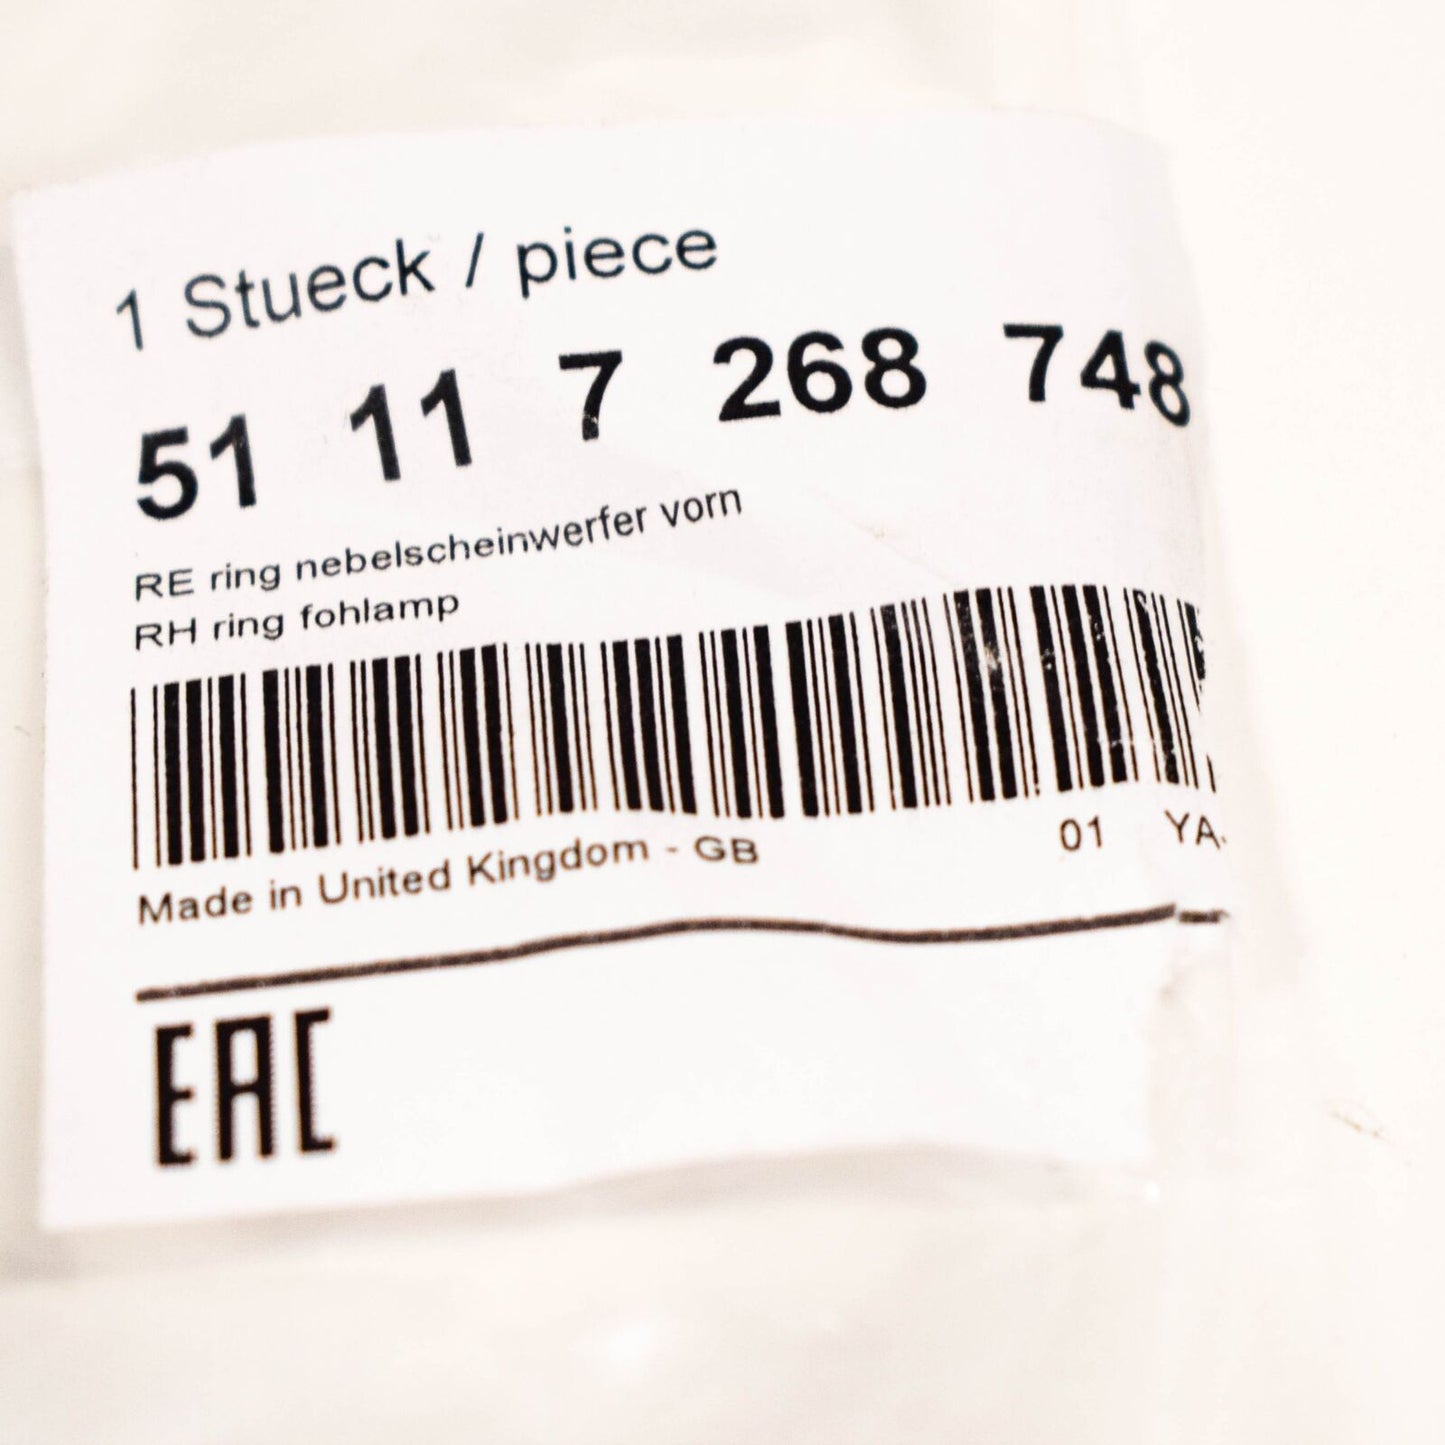 1 Stueck / piece
51 11 7 268 748
RE ring nebelscheinwerfer vorn
RH ring fohlamp
Made in United Kingdom - GB 01 YA
EAC